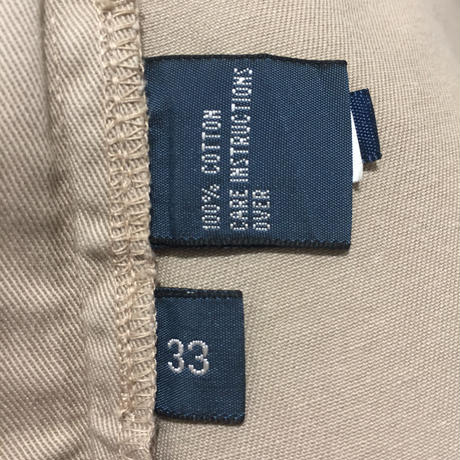 100% COTTON
CARE INSTRUCTIONS
OVER
33